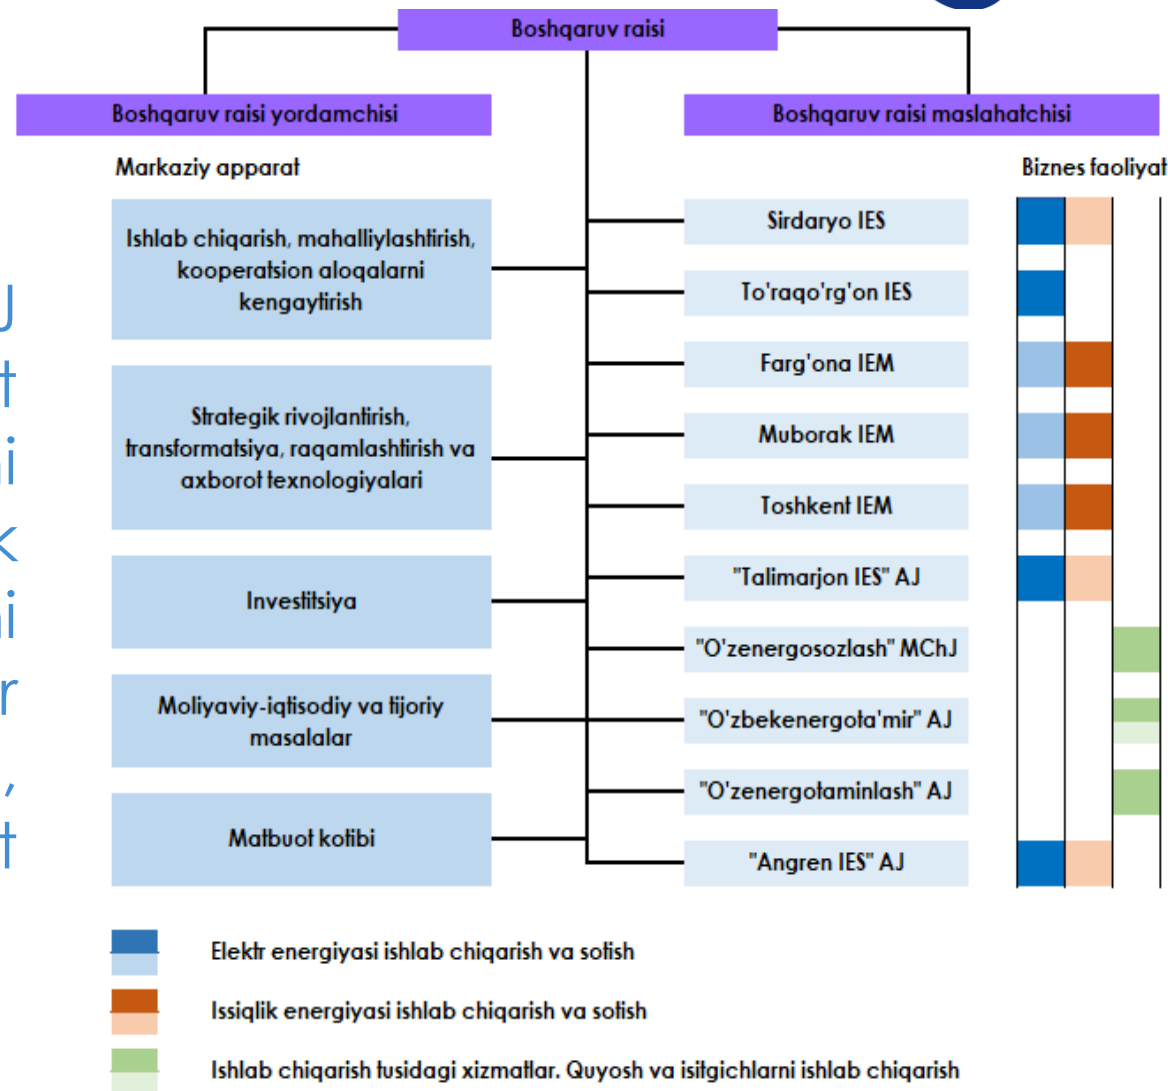 Boshqaruv raisi
Boshqaruv raisi yordamchisi
Boshqaruv raisi maslahatchisi
Markaziy apparat
Biznes faoliyat
Ishlab chiqarish, mahalliylashtirish,
kooperatsion aloqalarni
kengaytirish
Strategik rivojlantirish,
transformatsiya, raqamlashtirish va
axborot texnologiyalari
Investitsiya
Moliyaviy-iqtisodiy va tijoriy
masalalar
Matbuot kotibi
Sirdaryo IES
To'raqo'rg'on IES
Farg'ona IEM
Muborak IEM
Toshkent IEM
"Talimarjon IES" AJ
"O'zenergosozlash" MChJ
"O'zbekenergota'mir" AJ
"O'zenergotaminlash" AJ
"Angren IES" AJ
Elektr energiyasi ishlab chiqarish va sotish
Issiqlik energiyasi ishlab chiqarish va sotish
Ishlab chiqarish tusidagi xizmatlar. Quyosh va isitgichlarni ishlab chiqarish